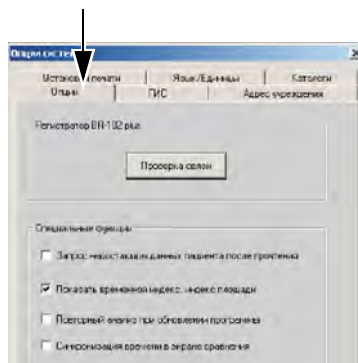 Опции системы
Установки печати Язык/Единицы Каталоги
Опции ГИС Адрес учреждения
Регистратор BR-102 plus
Проверка связи
Специальные функции
Запрос недостающих данных пациента после прочтения
Показать временной индекс, индекс площади
Повторный анализ при обновлении программы
Синхронизация времени в экране сравнения